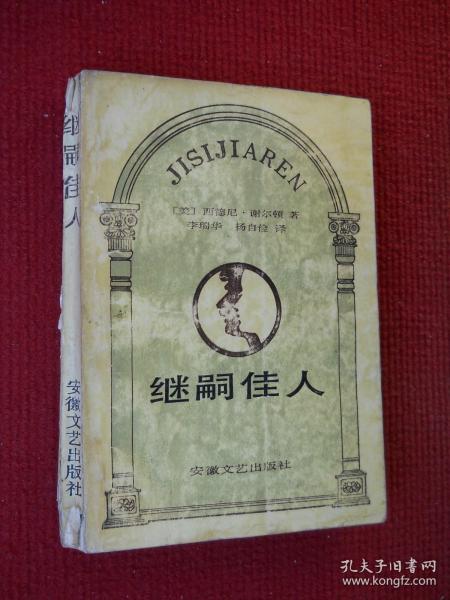 继嗣佳人
安徽文艺出版社
JISIJIAREN
［美］西德尼·谢尔顿 著
李瑞华 杨自俭 译
继嗣佳人
安徽文艺出版社
孔夫子旧书网
www.kongfz.com